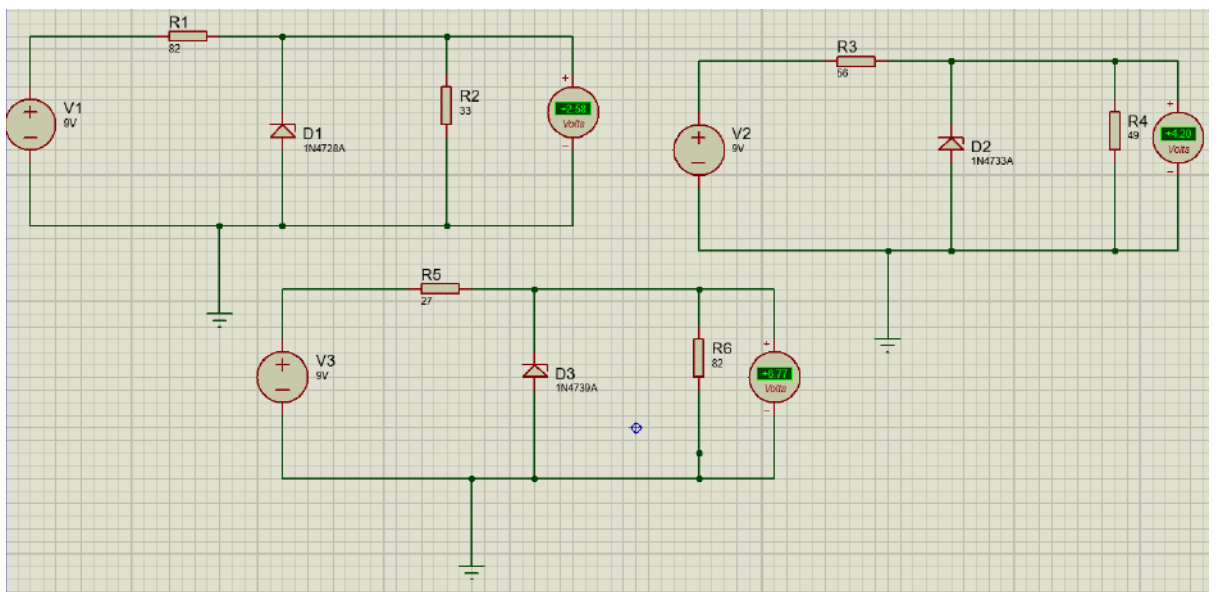 R1
82
V1
9V
D1
1N4728A
R2
33
+2.58
Volts
R3
56
V2
9V
D2
1N4733A
R4
49
+4.20
Volts
R5
27
V3
9V
D3
1N4739A
R6
82
+6.77
Volts